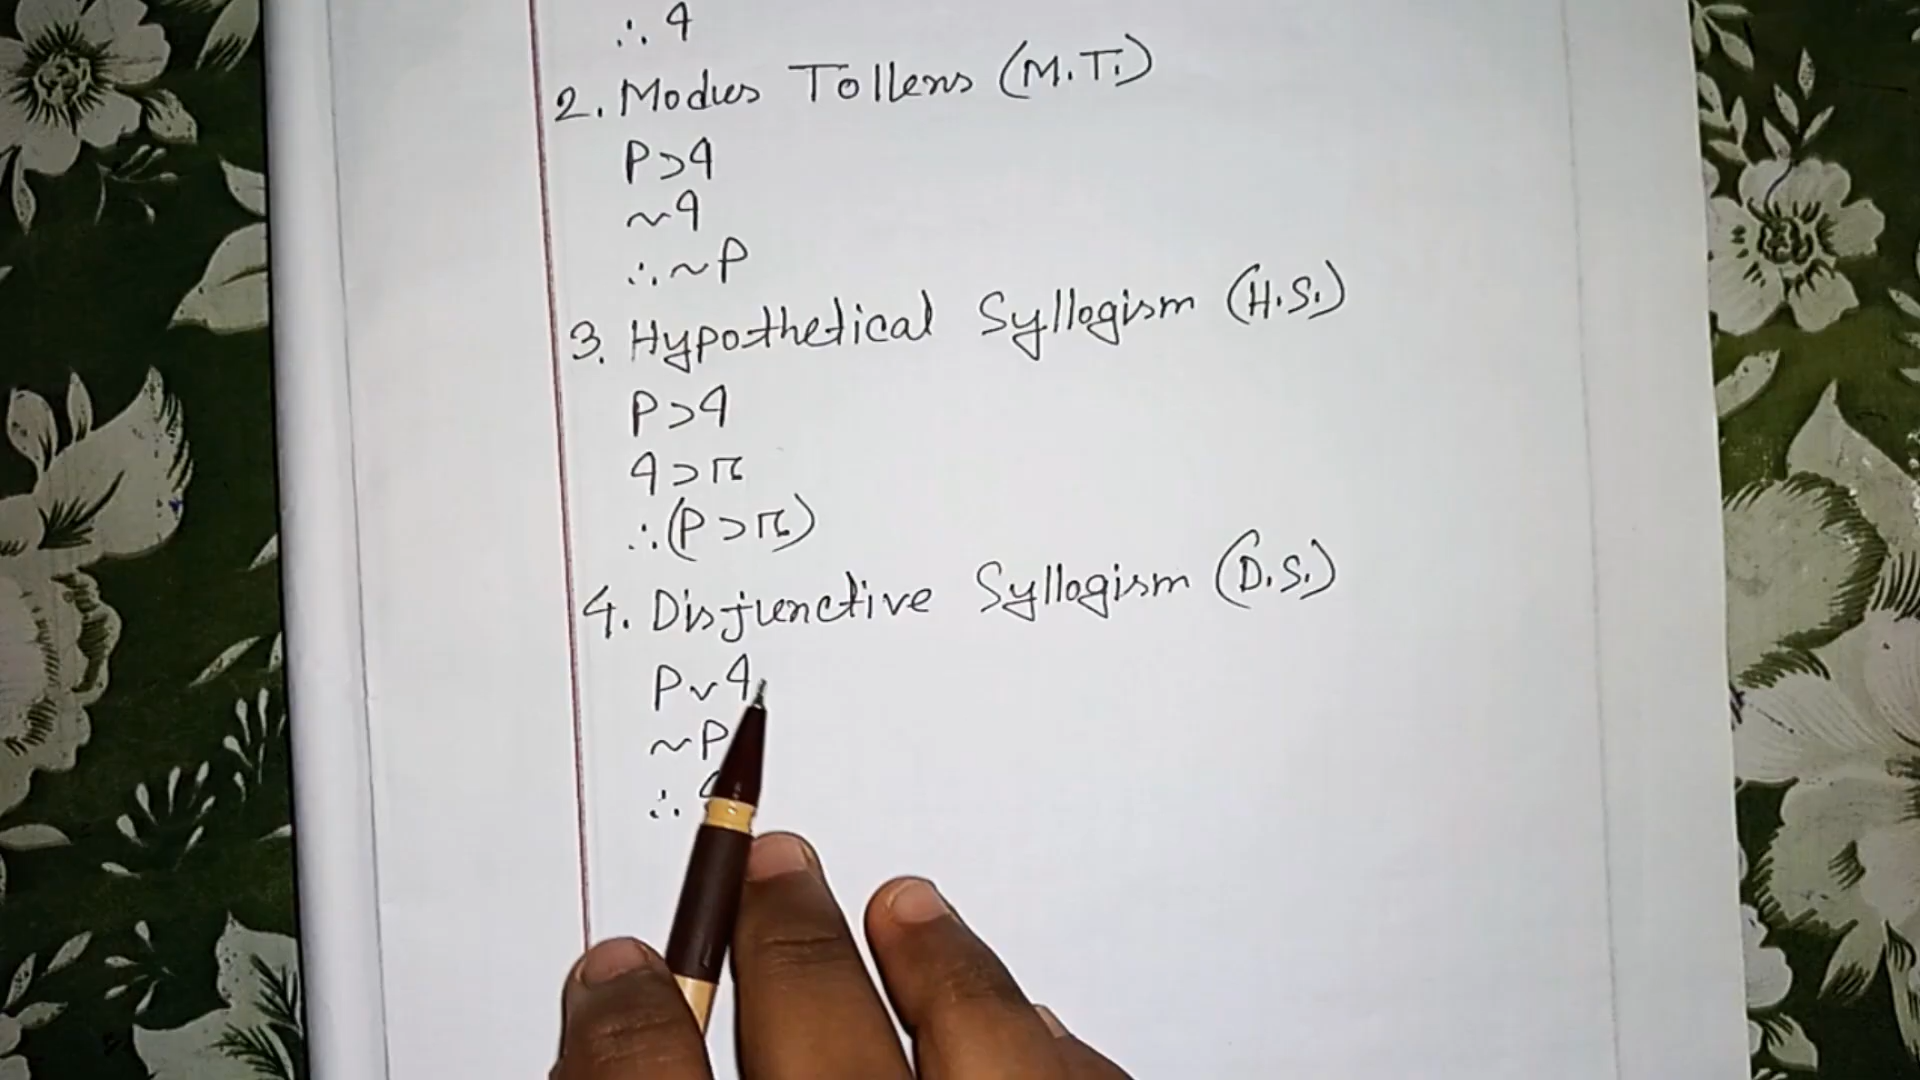 ∴ q
2. Modus Tollens (M.T.)
P⊃q
~q
∴ ~P
3. Hypothetical Syllogism (H.S.)
P⊃q
q⊃r
∴ (P⊃r)
4. Disjunctive Syllogism (D.S.)
P∨q
~P
∴